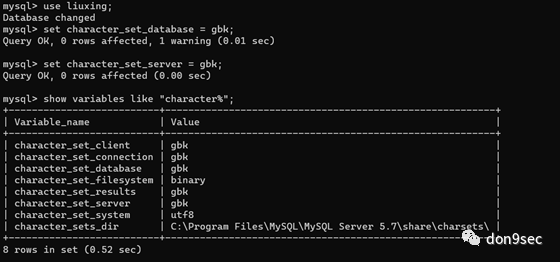 mysql> use liuxing;
Database changed
mysql> set character_set_database = gbk;
Query OK, 0 rows affected, 1 warning (0.01 sec)

mysql> set character_set_server = gbk;
Query OK, 0 rows affected (0.00 sec)

mysql> show variables like "character%";
+--------------------------+---------------------------------------------------------+
| Variable_name            | Value                                                   |
+--------------------------+---------------------------------------------------------+
| character_set_client     | gbk                                                     |
| character_set_connection | gbk                                                     |
| character_set_database   | gbk                                                     |
| character_set_filesystem | binary                                                  |
| character_set_results    | gbk                                                     |
| character_set_server     | gbk                                                     |
| character_set_system     | utf8                                                    |
| character_sets_dir       | C:\Program Files\MySQL\MySQL Server 5.7\share\charsets\ |
+--------------------------+---------------------------------------------------------+
8 rows in set (0.52 sec)
don9sec